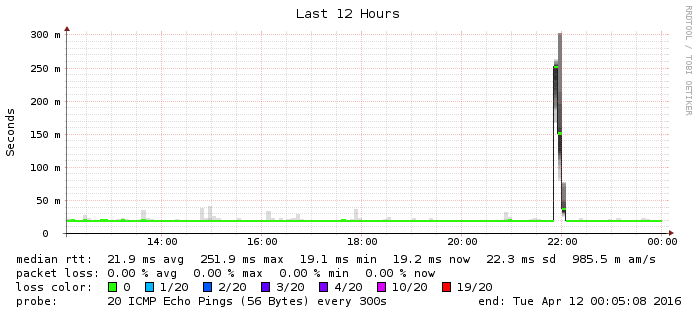 Last 12 Hours
RRDTOOL / TOBI OETIKER
Seconds
300 m
250 m
200 m
150 m
100 m
50 m
0
14:00 16:00 18:00 20:00 22:00 00:00
median rtt: 21.9 ms avg 251.9 ms max 19.1 ms min 19.2 ms now 22.3 ms sd 985.5 m am/s
packet loss: 0.00 % avg 0.00 % max 0.00 % min 0.00 % now
loss color: 0 1/20 2/20 3/20 4/20 10/20 19/20
probe: 20 ICMP Echo Pings (56 Bytes) every 300s end: Tue Apr 12 00:05:08 2016